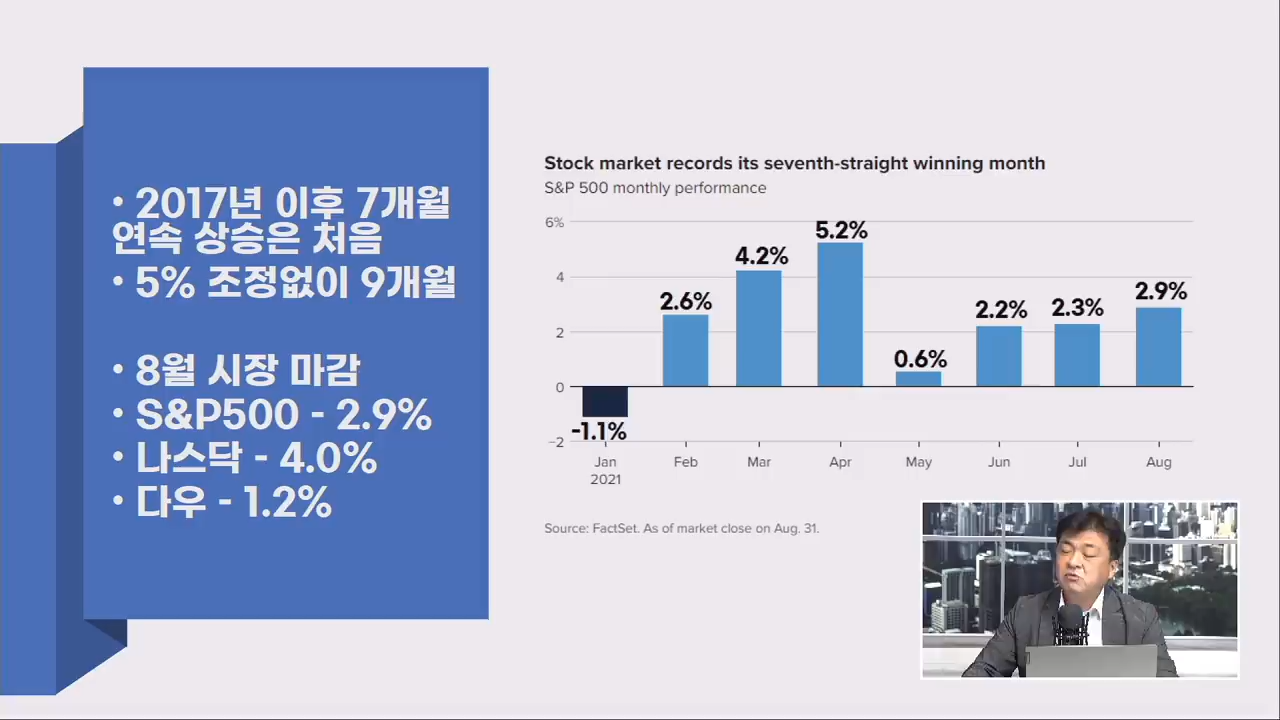 • 2017년 이후 7개월
연속 상승은 처음
• 5% 조정없이 9개월
• 8월 시장 마감
• S&P500 - 2.9%
• 나스닥 - 4.0%
• 다우 - 1.2%
Stock market records its seventh-straight winning month
S&P 500 monthly performance
6%
4
2
0
-2
-1.1%
2.6%
4.2%
5.2%
0.6%
2.2%
2.3%
2.9%
Jan Feb Mar Apr May Jun Jul Aug
2021
Source: FactSet. As of market close on Aug. 31.